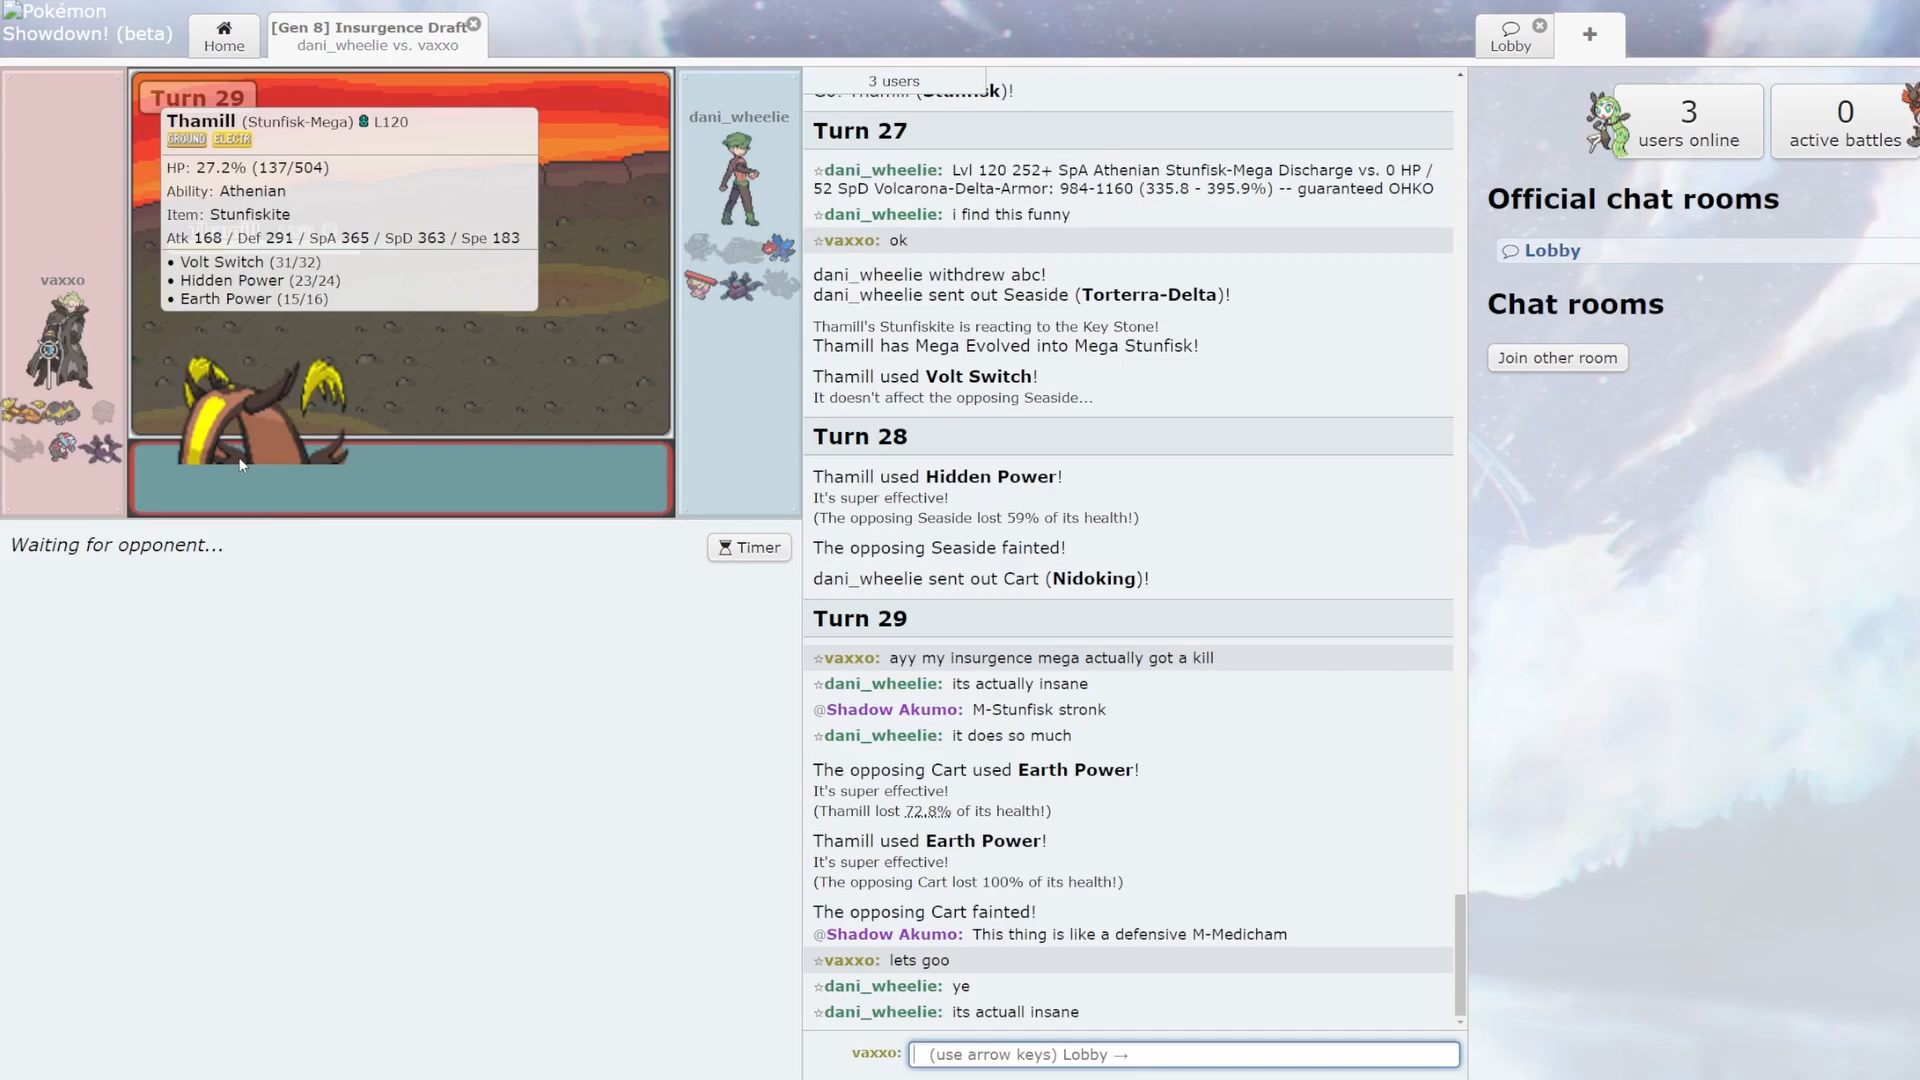 Pokémon
Showdown! (beta)
Home
[Gen 8] Insurgence Draft
dani_wheelie vs. vaxxo
Lobby
+
Turn 29
Thamill (Stunfisk-Mega) L120
GROUND ELECTR
HP: 27.2% (137/504)
Ability: Athenian
Item: Stunfiskite
Atk 168 / Def 291 / SpA 365 / SpD 363 / Spe 183
• Volt Switch (31/32)
• Hidden Power (23/24)
• Earth Power (15/16)
vaxxo
dani_wheelie
Waiting for opponent...
Timer
3 users
Turn 27
☆dani_wheelie: Lvl 120 252+ SpA Athenian Stunfisk-Mega Discharge vs. 0 HP /
52 SpD Volcarona-Delta-Armor: 984-1160 (335.8 - 395.9%) -- guaranteed OHKO
☆dani_wheelie: i find this funny
☆vaxxo: ok
dani_wheelie withdrew abc!
dani_wheelie sent out Seaside (Torterra-Delta)!
Thamill's Stunfiskite is reacting to the Key Stone!
Thamill has Mega Evolved into Mega Stunfisk!
Thamill used Volt Switch!
It doesn't affect the opposing Seaside...
Turn 28
Thamill used Hidden Power!
It's super effective!
(The opposing Seaside lost 59% of its health!)
The opposing Seaside fainted!
dani_wheelie sent out Cart (Nidoking)!
Turn 29
☆vaxxo: ayy my insurgence mega actually got a kill
☆dani_wheelie: its actually insane
@Shadow Akumo: M-Stunfisk stronk
☆dani_wheelie: it does so much
The opposing Cart used Earth Power!
It's super effective!
(Thamill lost 72.8% of its health!)
Thamill used Earth Power!
It's super effective!
(The opposing Cart lost 100% of its health!)
The opposing Cart fainted!
@Shadow Akumo: This thing is like a defensive M-Medicham
☆vaxxo: lets goo
☆dani_wheelie: ye
☆dani_wheelie: its actuall insane
vaxxo: (use arrow keys) Lobby →
3
users online
0
active battles
Official chat rooms
Lobby
Chat rooms
Join other room